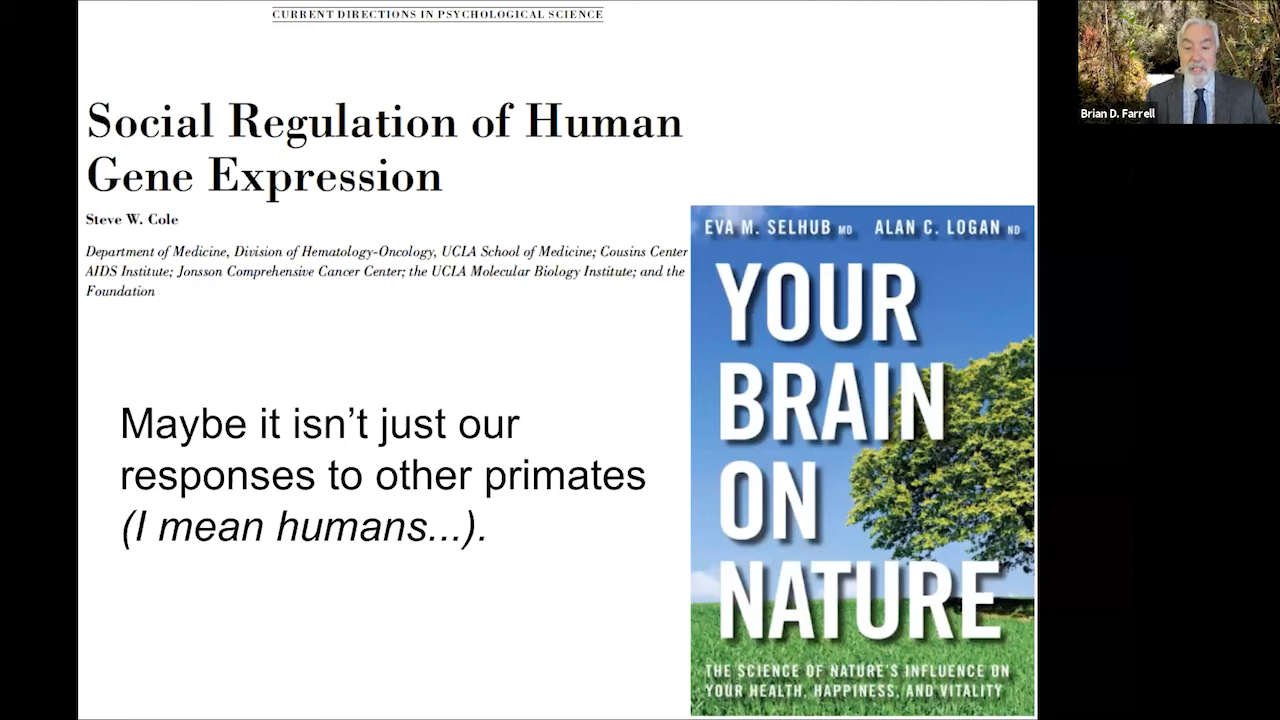 CURRENT DIRECTIONS IN PSYCHOLOGICAL SCIENCE
Social Regulation of Human
Gene Expression
Steve W. Cole
Department of Medicine, Division of Hematology-Oncology, UCLA School of Medicine; Cousins Center
AIDS Institute; Jonsson Comprehensive Cancer Center; the UCLA Molecular Biology Institute; and the
Foundation
Maybe it isn’t just our
responses to other primates
(I mean humans...).
EVA M. SELHUB MD ALAN C. LOGAN ND
YOUR
BRAIN
ON
NATURE
THE SCIENCE OF NATURE'S INFLUENCE ON
YOUR HEALTH, HAPPINESS, AND VITALITY
Brian D. Farrell